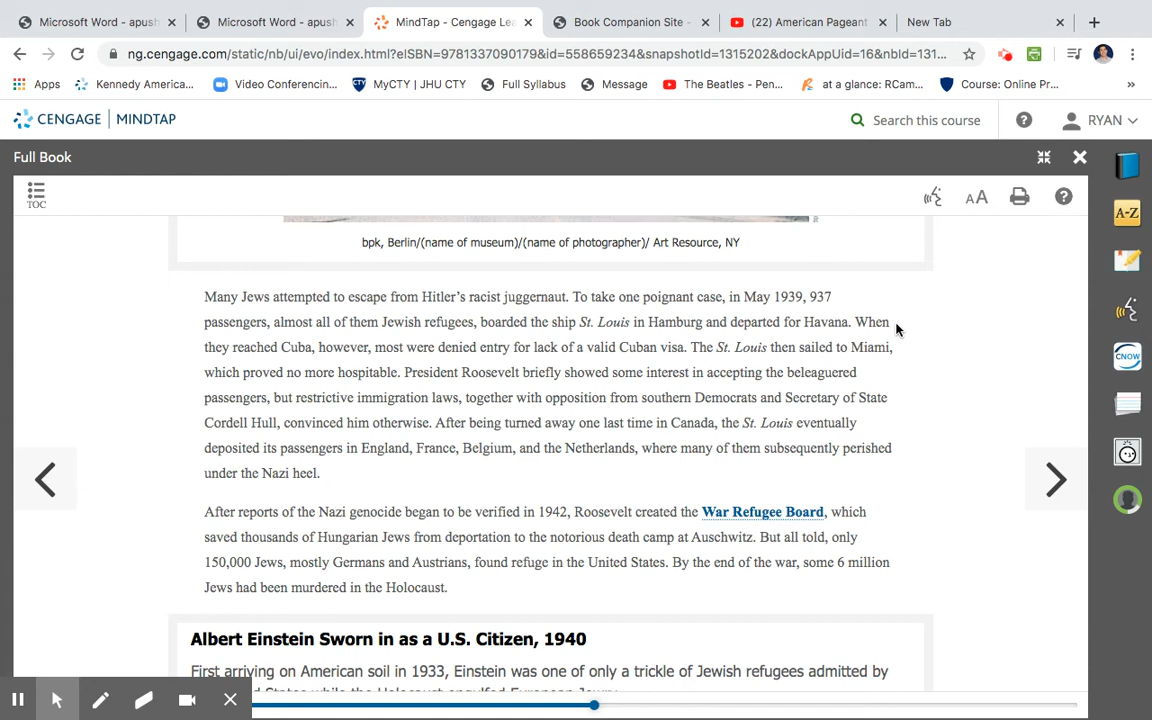 Microsoft Word - apush
Microsoft Word - apush
MindTap - Cengage Lea
Book Companion Site -
(22) American Pageant
New Tab
ng.cengage.com/static/nb/ui/evo/index.html?eISBN=9781337090179&id=558659234&snapshotId=1315202&dockAppUid=16&nbId=131...
Apps
Kennedy America...
Video Conferencin...
CTY
MyCTY | JHU CTY
Full Syllabus
Message
The Beatles - Pen...
at a glance: RCam...
Course: Online Pr...
»
CENGAGE | MINDTAP
Search this course
?
RYAN
Full Book
TOC
AA
?
A-Z
CNOW
bpk, Berlin/(name of museum)/(name of photographer)/ Art Resource, NY
Many Jews attempted to escape from Hitler's racist juggernaut. To take one poignant case, in May 1939, 937
passengers, almost all of them Jewish refugees, boarded the ship St. Louis in Hamburg and departed for Havana. When
they reached Cuba, however, most were denied entry for lack of a valid Cuban visa. The St. Louis then sailed to Miami,
which proved no more hospitable. President Roosevelt briefly showed some interest in accepting the beleaguered
passengers, but restrictive immigration laws, together with opposition from southern Democrats and Secretary of State
Cordell Hull, convinced him otherwise. After being turned away one last time in Canada, the St. Louis eventually
deposited its passengers in England, France, Belgium, and the Netherlands, where many of them subsequently perished
under the Nazi heel.
After reports of the Nazi genocide began to be verified in 1942, Roosevelt created the War Refugee Board, which
saved thousands of Hungarian Jews from deportation to the notorious death camp at Auschwitz. But all told, only
150,000 Jews, mostly Germans and Austrians, found refuge in the United States. By the end of the war, some 6 million
Jews had been murdered in the Holocaust.
Albert Einstein Sworn in as a U.S. Citizen, 1940
First arriving on American soil in 1933, Einstein was one of only a trickle of Jewish refugees admitted by